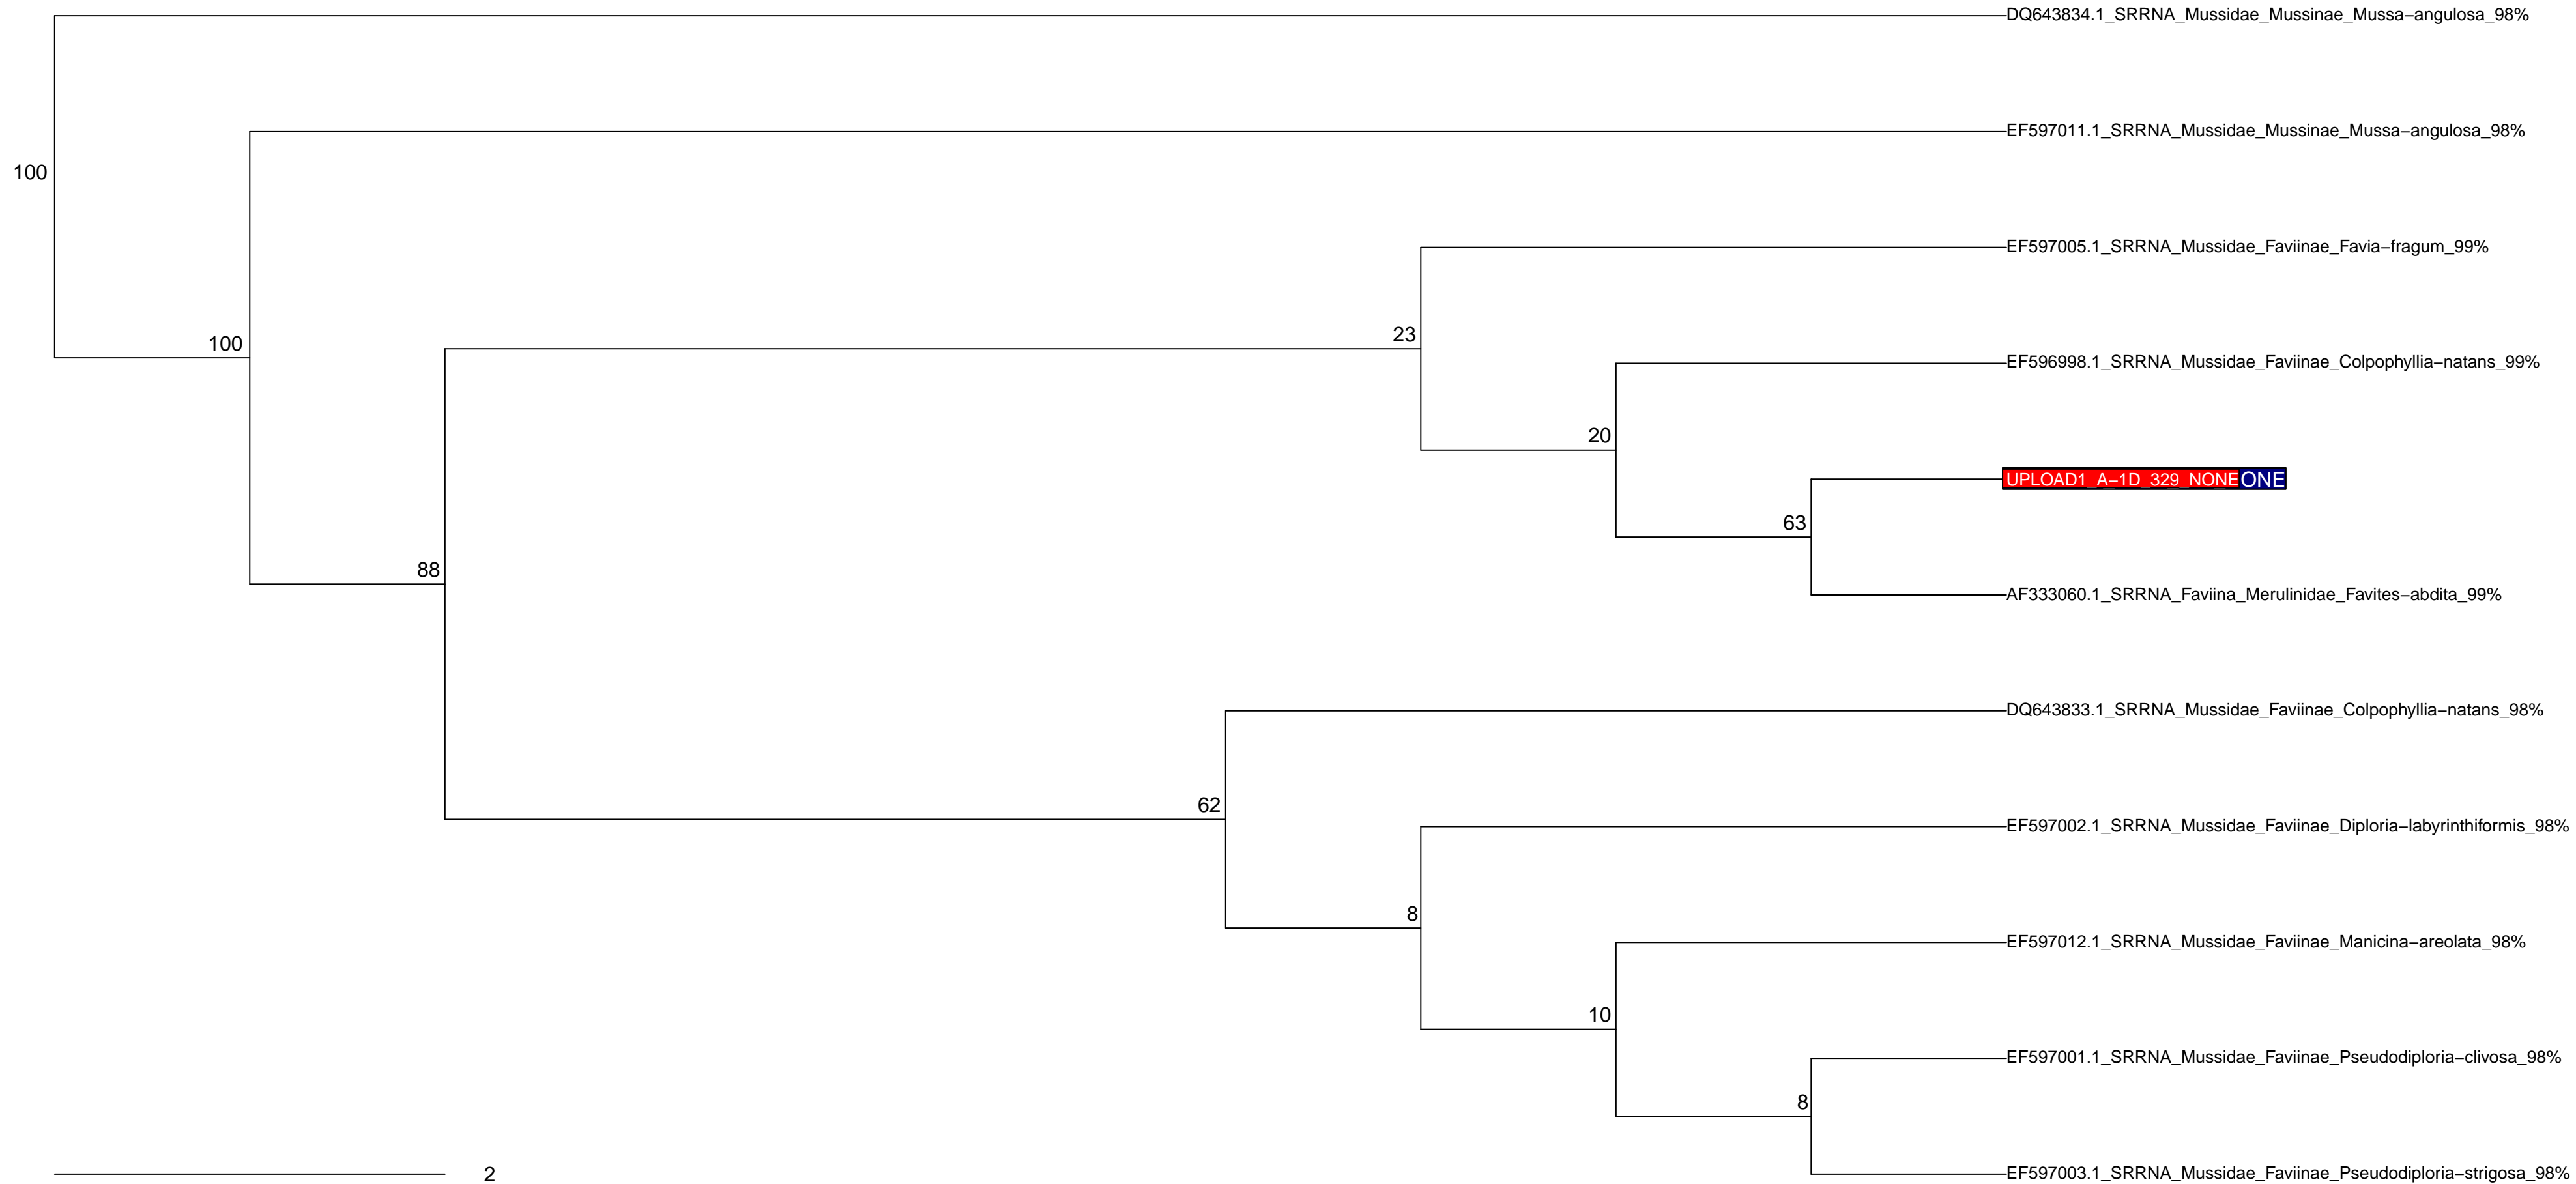 DQ643834.1_SRRNA_Mussidae_Mussinae_Mussa−angulosa_98%
EF597011.1_SRRNA_Mussidae_Mussinae_Mussa−angulosa_98%
100
EF597005.1_SRRNA_Mussidae_Faviinae_Favia−fragum_99%
23
100
EF596998.1_SRRNA_Mussidae_Faviinae_Colpophyllia−natans_99%
20
UPLOAD1_A−1D_329_NONE ONE
63
88
AF333060.1_SRRNA_Faviina_Merulinidae_Favites−abdita_99%
DQ643833.1_SRRNA_Mussidae_Faviinae_Colpophyllia−natans_98%
62
EF597002.1_SRRNA_Mussidae_Faviinae_Diploria−labyrinthiformis_98%
8
EF597012.1_SRRNA_Mussidae_Faviinae_Manicina−areolata_98%
10
EF597001.1_SRRNA_Mussidae_Faviinae_Pseudodiploria−clivosa_98%
8
2
EF597003.1_SRRNA_Mussidae_Faviinae_Pseudodiploria−strigosa_98%